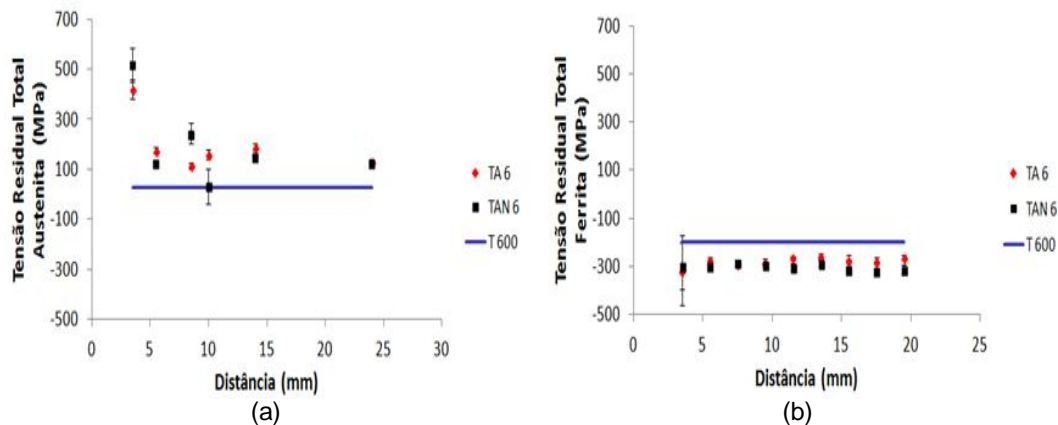 Tensão Residual Total
Austenita (MPa)
700
500
300
100
-100
-300
-500
0
5
10
15
20
25
30
Distância (mm)
TA 6
TAN 6
T 600
(a)
Tensão Residual Total
Ferrita (MPa)
700
500
300
100
-100
-300
-500
0
5
10
15
20
25
Distância (mm)
TA 6
TAN 6
T 600
(b)